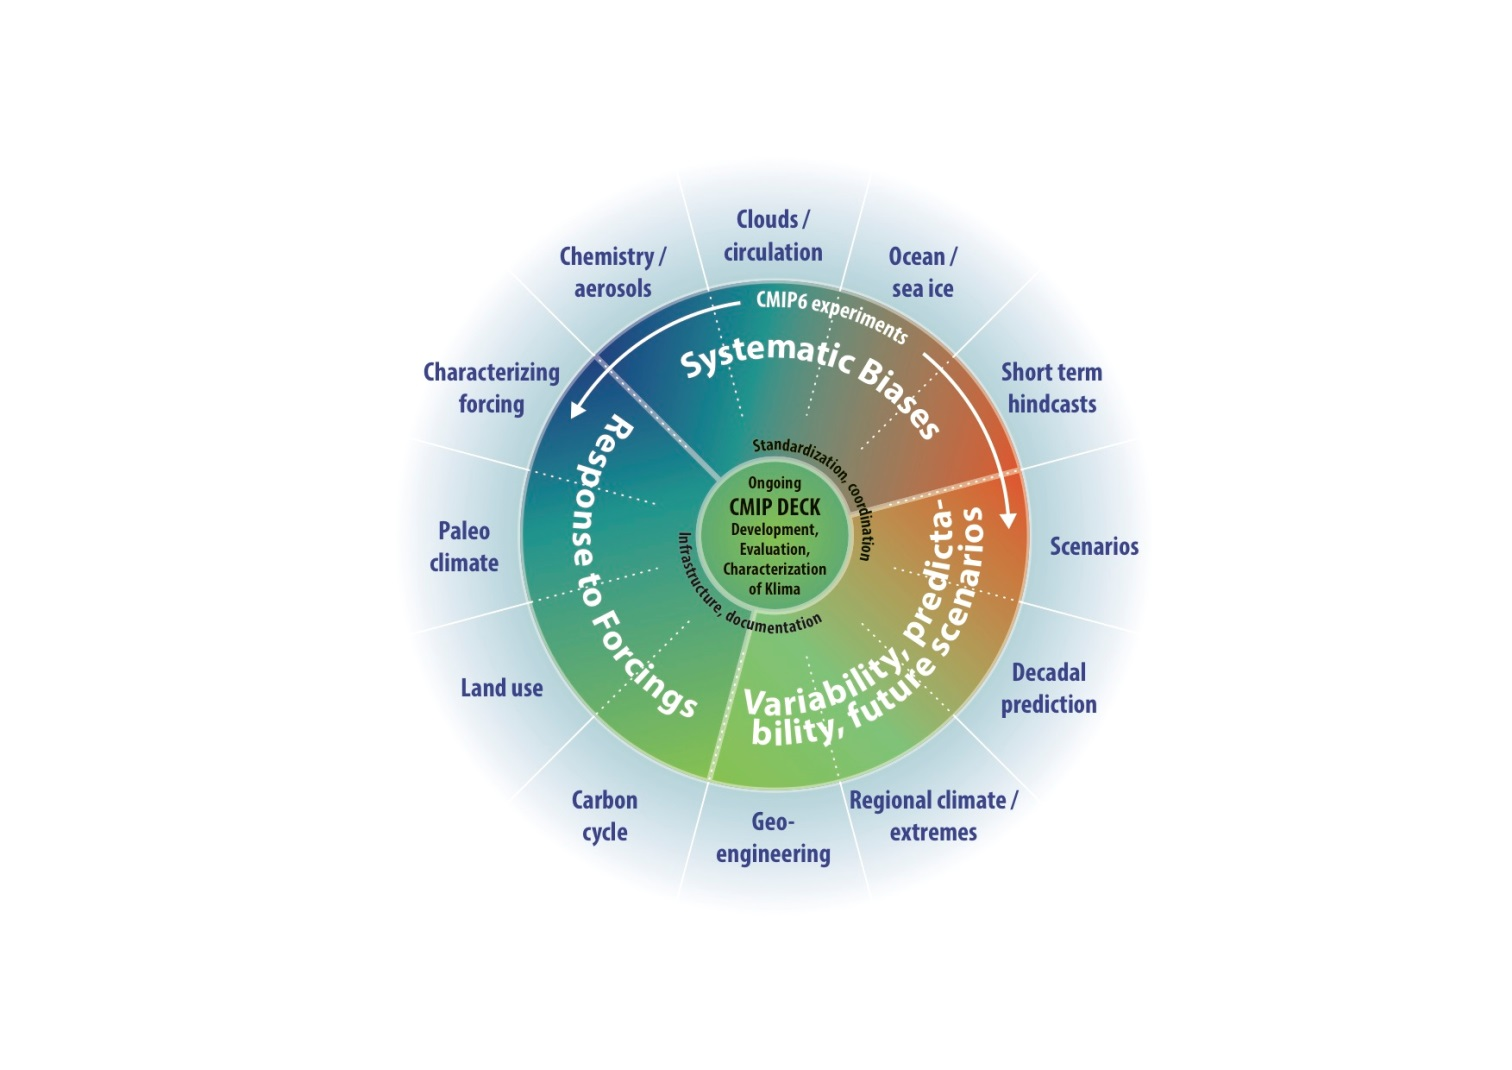 Clouds /
circulation
Ocean /
sea ice
Short term
hindcasts
Scenarios
Decadal
prediction
Regional climate /
extremes
Geo-
engineering
Carbon
cycle
Land use
Paleo
climate
Characterizing
forcing
Chemistry /
aerosols
CMIP6 experiments
Systematic Biases
Variability, predicta-
bility, future scenarios
Response to Forcings
Standardization, coordination
Infrastructure, documentation
Ongoing
CMIP DECK
Development,
Evaluation,
Characterization
of Klima